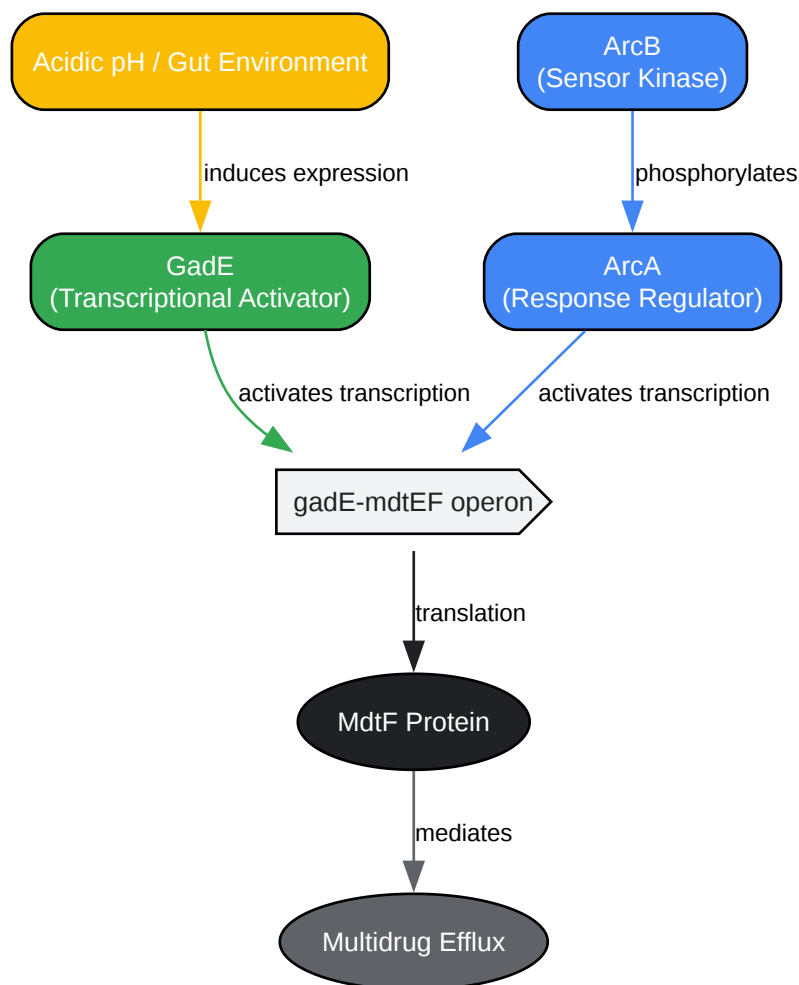 Acidic pH / Gut Environment
ArcB
(Sensor Kinase)
induces expression
phosphorylates
GadE
(Transcriptional Activator)
ArcA
(Response Regulator)
activates transcription
activates transcription
gadE-mdtEF operon
translation
MdtF Protein
mediates
Multidrug Efflux